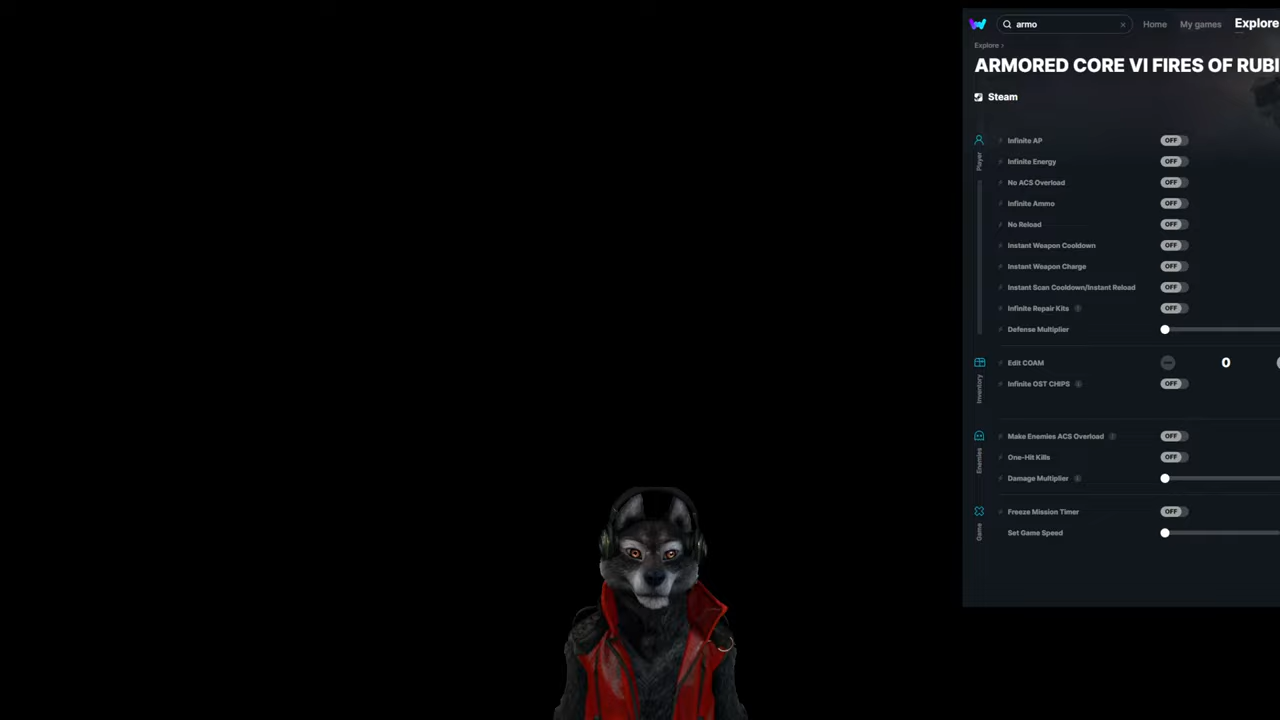 armo
Home
My games
Explore
Explore ›
ARMORED CORE VI FIRES OF RUBI
Steam
Player
Infinite AP
OFF
Infinite Energy
OFF
No ACS Overload
OFF
Infinite Ammo
OFF
No Reload
OFF
Instant Weapon Cooldown
OFF
Instant Weapon Charge
OFF
Instant Scan Cooldown/Instant Reload
OFF
Infinite Repair Kits
OFF
Defense Multiplier
Inventory
Edit COAM
0
Infinite OST CHIPS
OFF
Enemies
Make Enemies ACS Overload
OFF
One-Hit Kills
OFF
Damage Multiplier
Game
Freeze Mission Timer
OFF
Set Game Speed